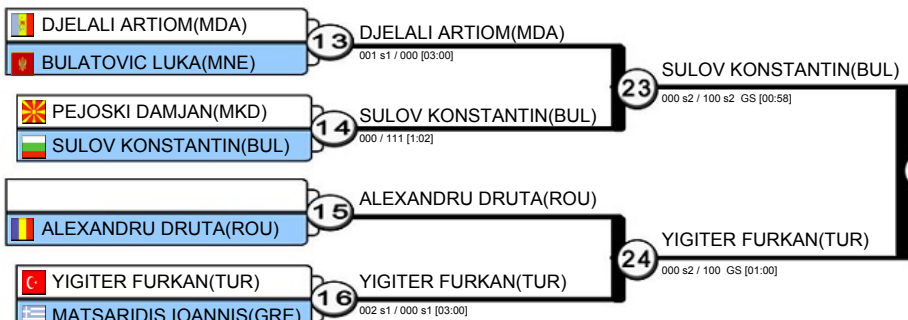 DJELALI ARTIOM(MDA)
BULATOVIC LUKA(MNE)
13
DJELALI ARTIOM(MDA)
001 s1 / 000 [03:00]
PEJOSKI DAMJAN(MKD)
SULOV KONSTANTIN(BUL)
14
SULOV KONSTANTIN(BUL)
000 / 111 [1:02]
23
SULOV KONSTANTIN(BUL)
000 s2 / 100 s2 GS [00:58]
ALEXANDRU DRUTA(ROU)
15
ALEXANDRU DRUTA(ROU)
YIGITER FURKAN(TUR)
MATSARIDIS IOANNIS(GRE)
16
YIGITER FURKAN(TUR)
002 s1 / 000 s1 [03:00]
24
YIGITER FURKAN(TUR)
000 s2 / 100 GS [01:00]